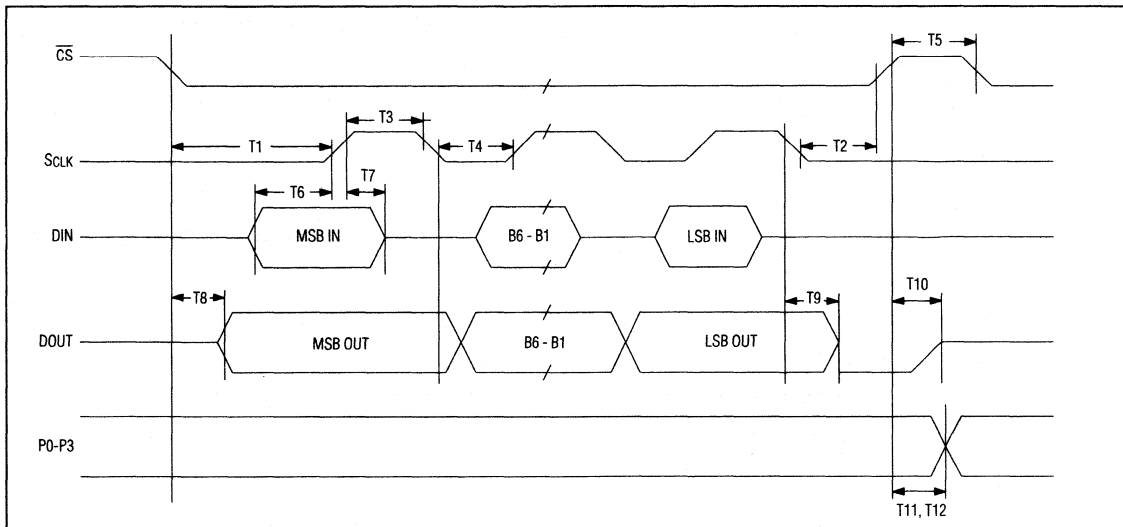 T5
C̅S̅
T3
T4
T2
T1
SCLK
T6
T7
DIN
MSB IN
B6 - B1
LSB IN
T8
T9
T10
DOUT
MSB OUT
B6 - B1
LSB OUT
P0-P3
T11, T12